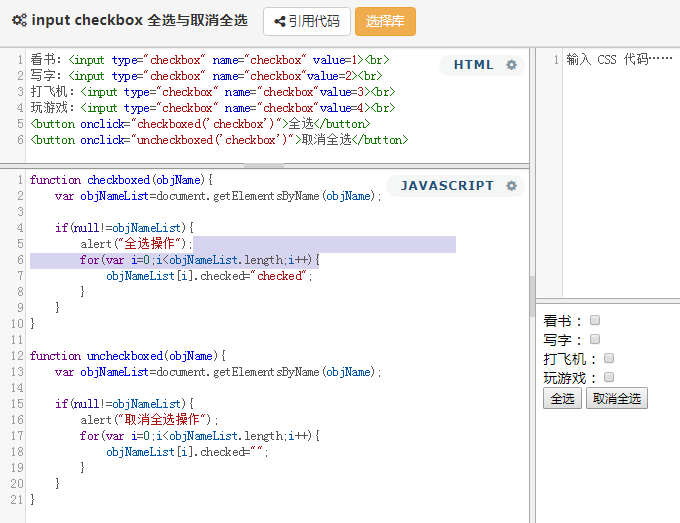 input checkbox 全选与取消全选 引用代码 选择库
HTML
1 看书：<input type="checkbox" name="checkbox" value=1><br>
2 写字：<input type="checkbox" name="checkbox"value=2><br>
3 打飞机：<input type="checkbox" name="checkbox"value=3><br>
4 玩游戏：<input type="checkbox" name="checkbox"value=4><br>
5 <button onclick="checkboxed('checkbox')">全选</button>
6 <button onclick="uncheckboxed('checkbox')">取消全选</button>
1 输入 CSS 代码……
JAVASCRIPT
1 function checkboxed(objName){
2     var objNameList=document.getElementsByName(objName);
3
4     if(null!=objNameList){
5         alert("全选操作");
6         for(var i=0;i<objNameList.length;i++){
7             objNameList[i].checked="checked";
8         }
9     }
10 }
11
12 function uncheckboxed(objName){
13     var objNameList=document.getElementsByName(objName);
14
15     if(null!=objNameList){
16         alert("取消全选操作");
17         for(var i=0;i<objNameList.length;i++){
18             objNameList[i].checked="";
19         }
20     }
21 }
看书：
写字：
打飞机：
玩游戏：
全选 取消全选